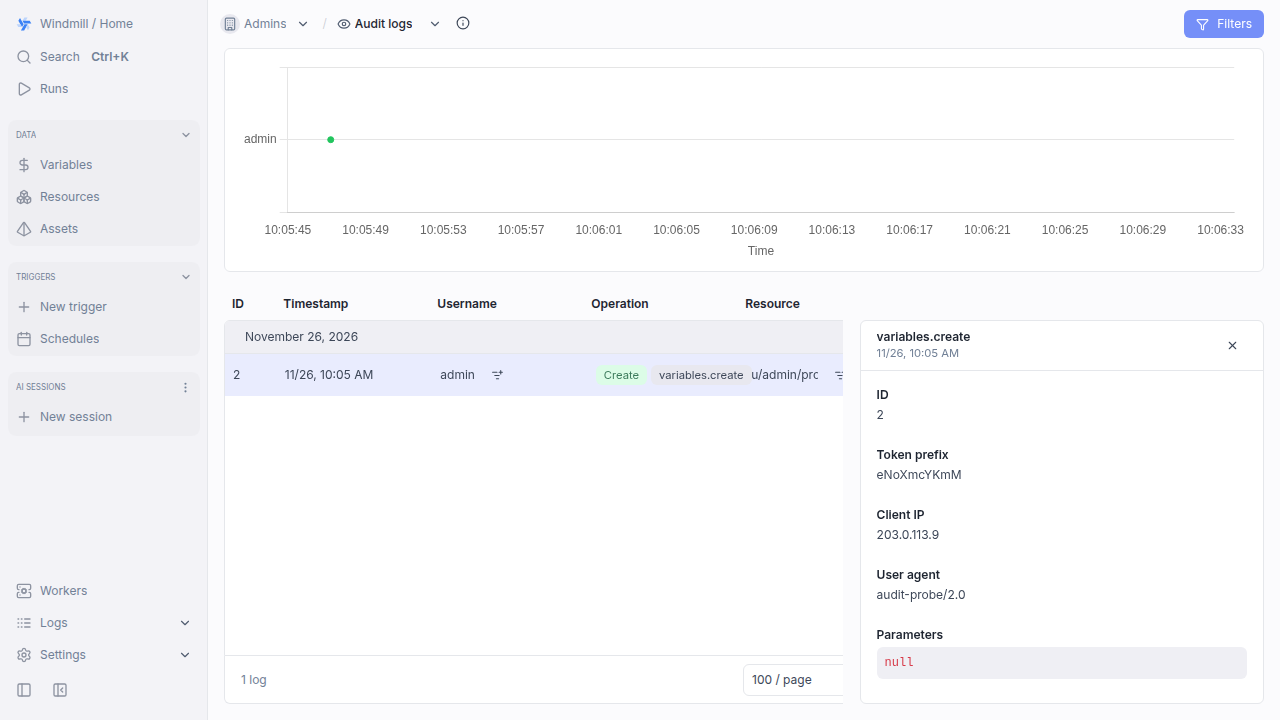 Windmill / Home
Search Ctrl+K
Runs
DATA
Variables
Resources
Assets
TRIGGERS
New trigger
Schedules
AI SESSIONS
New session
Workers
Logs
Settings
Admins / Audit logs
Filters
admin
10:05:45 10:05:49 10:05:53 10:05:57 10:06:01 10:06:05 10:06:09 10:06:13 10:06:17 10:06:21 10:06:25 10:06:29 10:06:33
Time
ID Timestamp Username Operation Resource
November 26, 2026
2 11/26, 10:05 AM admin Create variables.create u/admin/prc
1 log
100 / page
variables.create
11/26, 10:05 AM
ID
2
Token prefix
eNoXmcYKmM
Client IP
203.0.113.9
User agent
audit-probe/2.0
Parameters
null